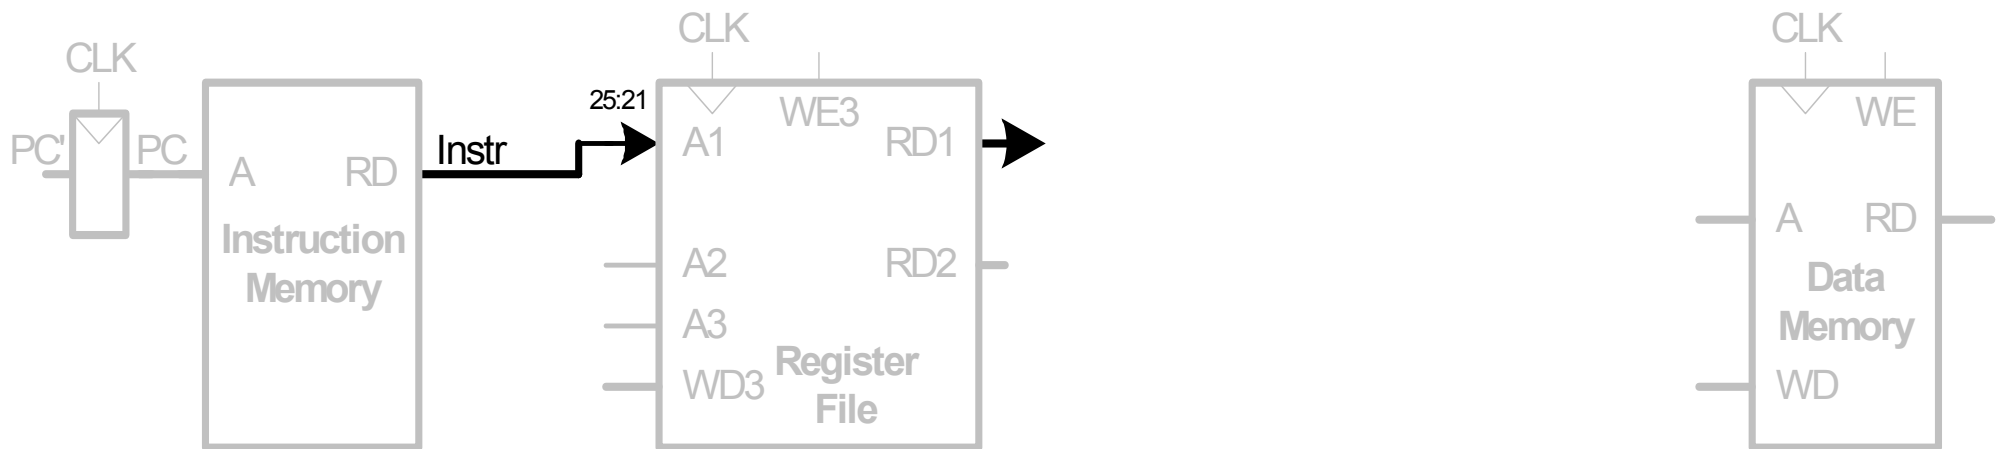 CLK
PC'
PC
A
RD
Instruction
Memory
Instr
25:21
CLK
WE3
A1
RD1
A2
RD2
A3
WD3
Register
File
CLK
WE
A
RD
Data
Memory
WD